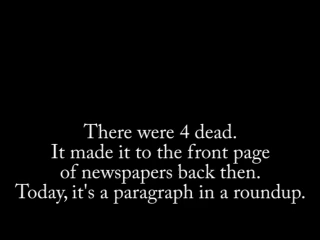 There were 4 dead.
It made it to the front page
of newspapers back then.
Today, it's a paragraph in a roundup.